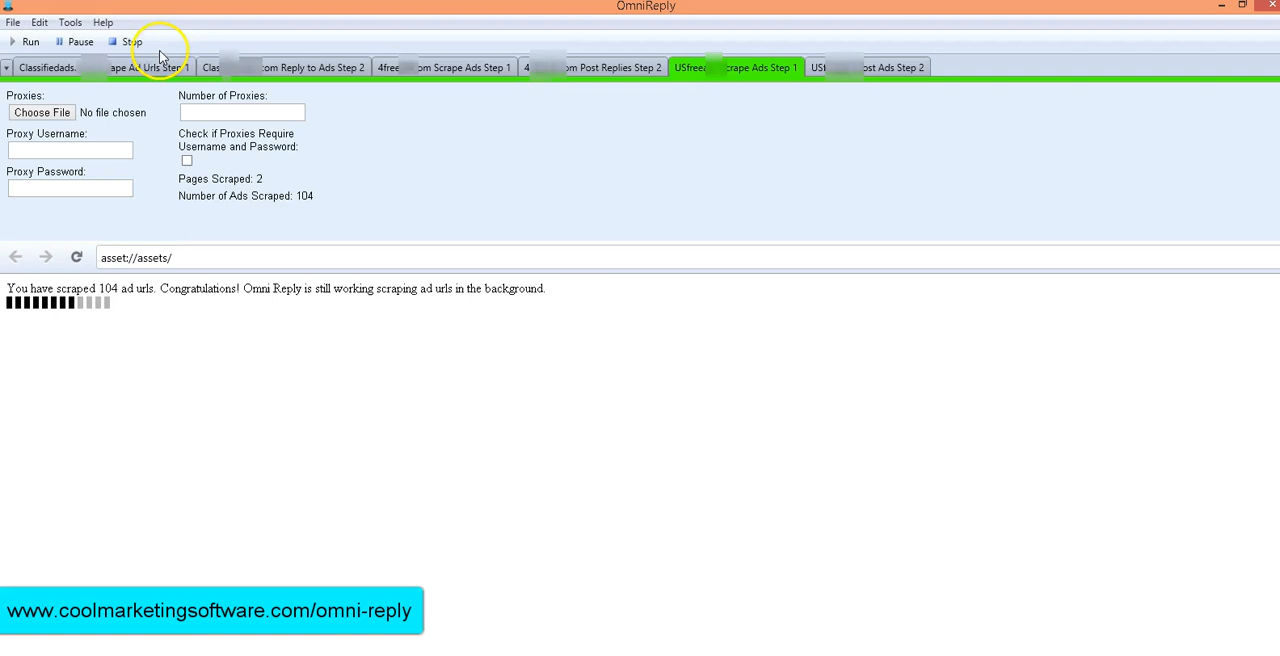 OmniReply
File Edit Tools Help
Run Pause Stop
Classifiedads. ape Ad Urls Step 1 Clas com Reply to Ads Step 2 4free om Scrape Ads Step 1 4 om Post Replies Step 2 USfreea crape Ads Step 1 USf ost Ads Step 2
Proxies: Number of Proxies:
Choose File No file chosen
Proxy Username: Check if Proxies Require
Username and Password:
Proxy Password:
Pages Scraped: 2
Number of Ads Scraped: 104
asset://assets/
You have scraped 104 ad urls. Congratulations! Omni Reply is still working scraping ad urls in the background.
www.coolmarketingsoftware.com/omni-reply